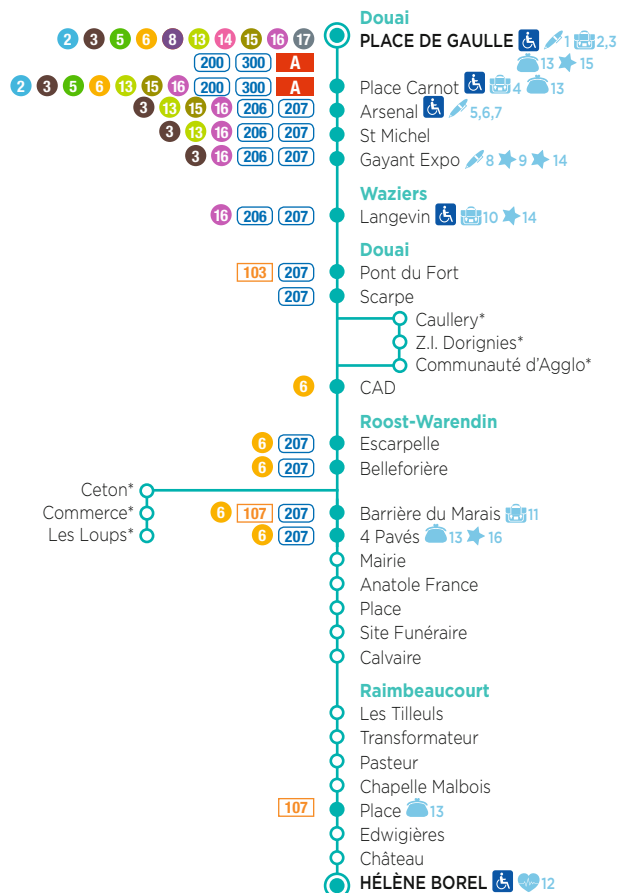 Douai
2 3 5 6 8 13 14 15 16 17 PLACE DE GAULLE 1 2,3
200 300 A 13 15
2 3 5 6 13 15 16 200 300 A Place Carnot 4 13
3 13 15 16 206 207 Arsenal 5,6,7
3 13 16 206 207 St Michel
3 16 206 207 Gayant Expo 8 9 14
Waziers
16 206 207 Langevin 10 14
Douai
103 207 Pont du Fort
207 Scarpe
Caullery*
Z.I. Dorignies*
Communauté d'Agglo*
6 CAD
Roost-Warendin
6 207 Escarpelle
6 207 Belleforière
Ceton*
Commerce* 6 107 207 Barrière du Marais 11
Les Loups* 6 207 4 Pavés 13 16
Mairie
Anatole France
Place
Site Funéraire
Calvaire
Raimbeaucourt
Les Tilleuls
Transformateur
Pasteur
Chapelle Malbois
107 Place 13
Edwigières
Château
HÉLÈNE BOREL 12